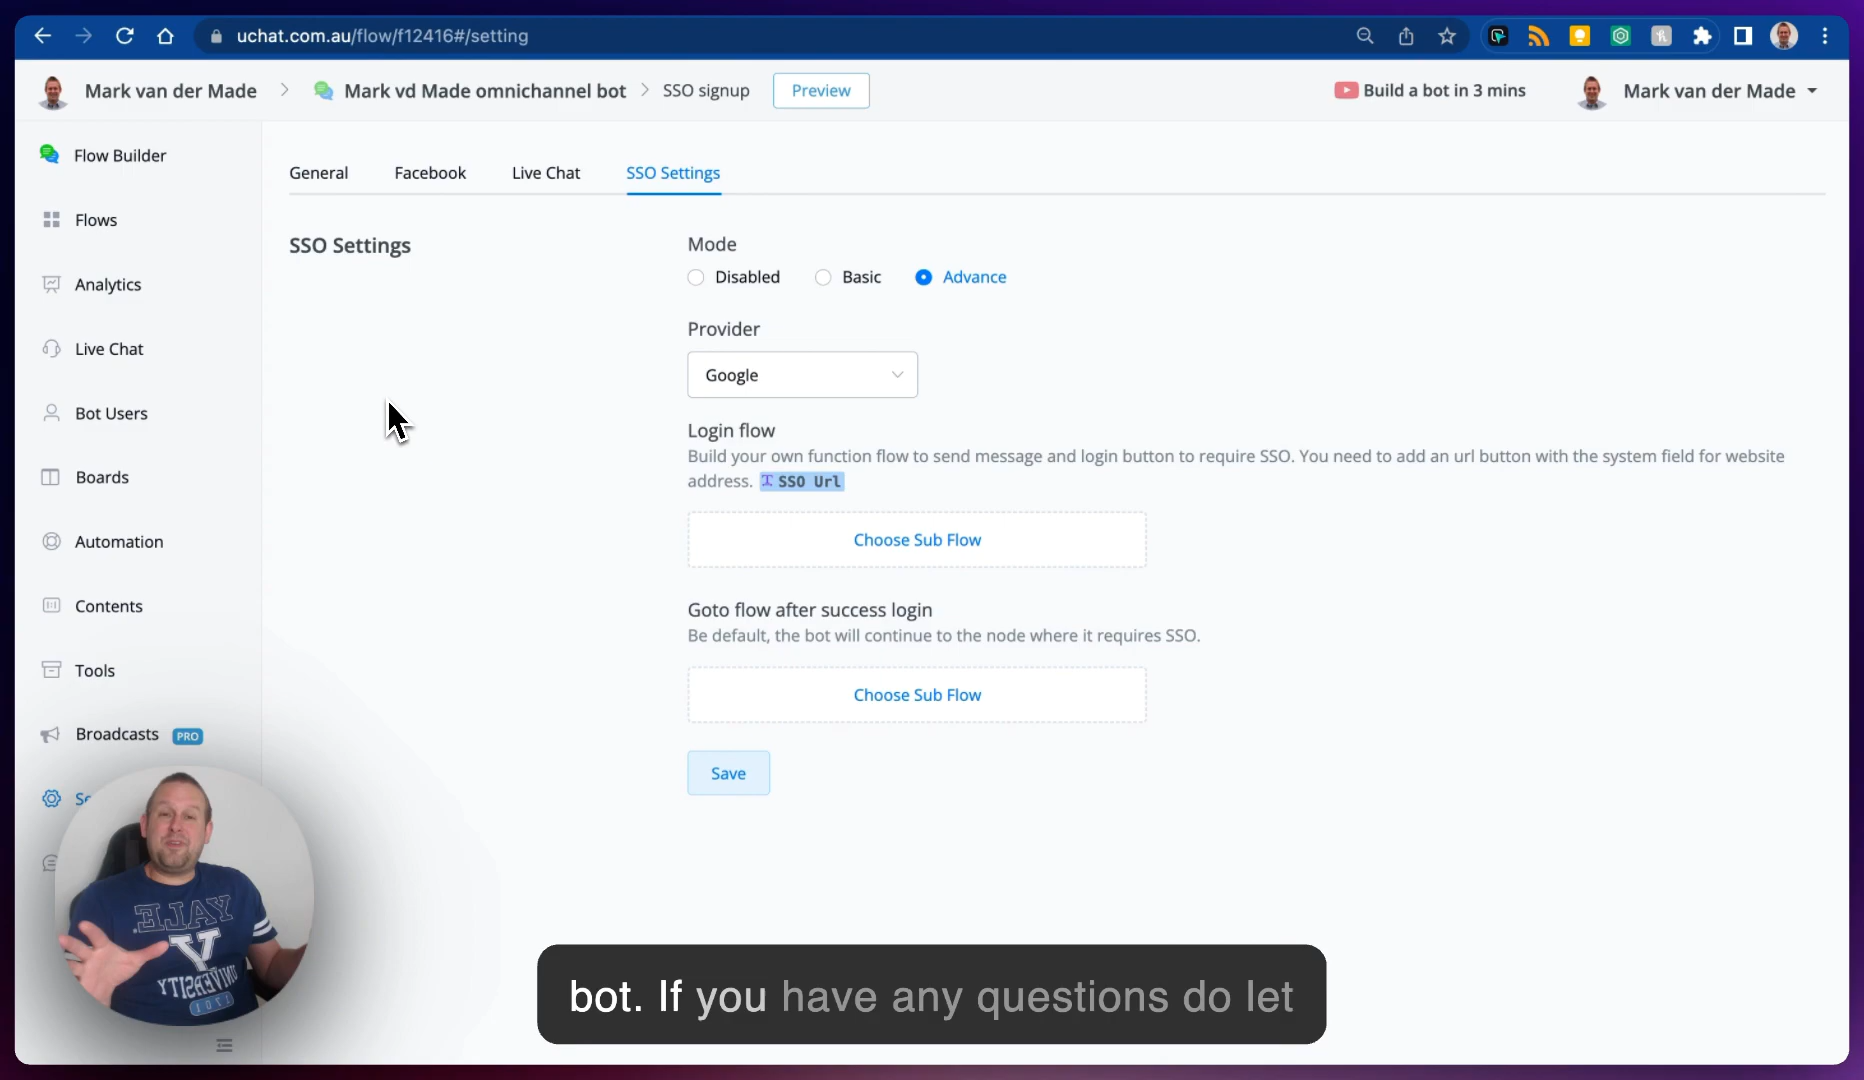 uchat.com.au/flow/f12416#/setting
Mark van der Made
Mark vd Made omnichannel bot
SSO signup
Preview
Build a bot in 3 mins
Mark van der Made
Flow Builder
Flows
Analytics
Live Chat
Bot Users
Boards
Automation
Contents
Tools
Broadcasts PRO
General
Facebook
Live Chat
SSO Settings
SSO Settings
Mode
Disabled
Basic
Advance
Provider
Google
Login flow
Build your own function flow to send message and login button to require SSO. You need to add an url button with the system field for website
address. SSO Url
Choose Sub Flow
Goto flow after success login
Be default, the bot will continue to the node where it requires SSO.
Choose Sub Flow
Save
YALE
Y
UNIVERSITY
1701
bot. If you have any questions do let